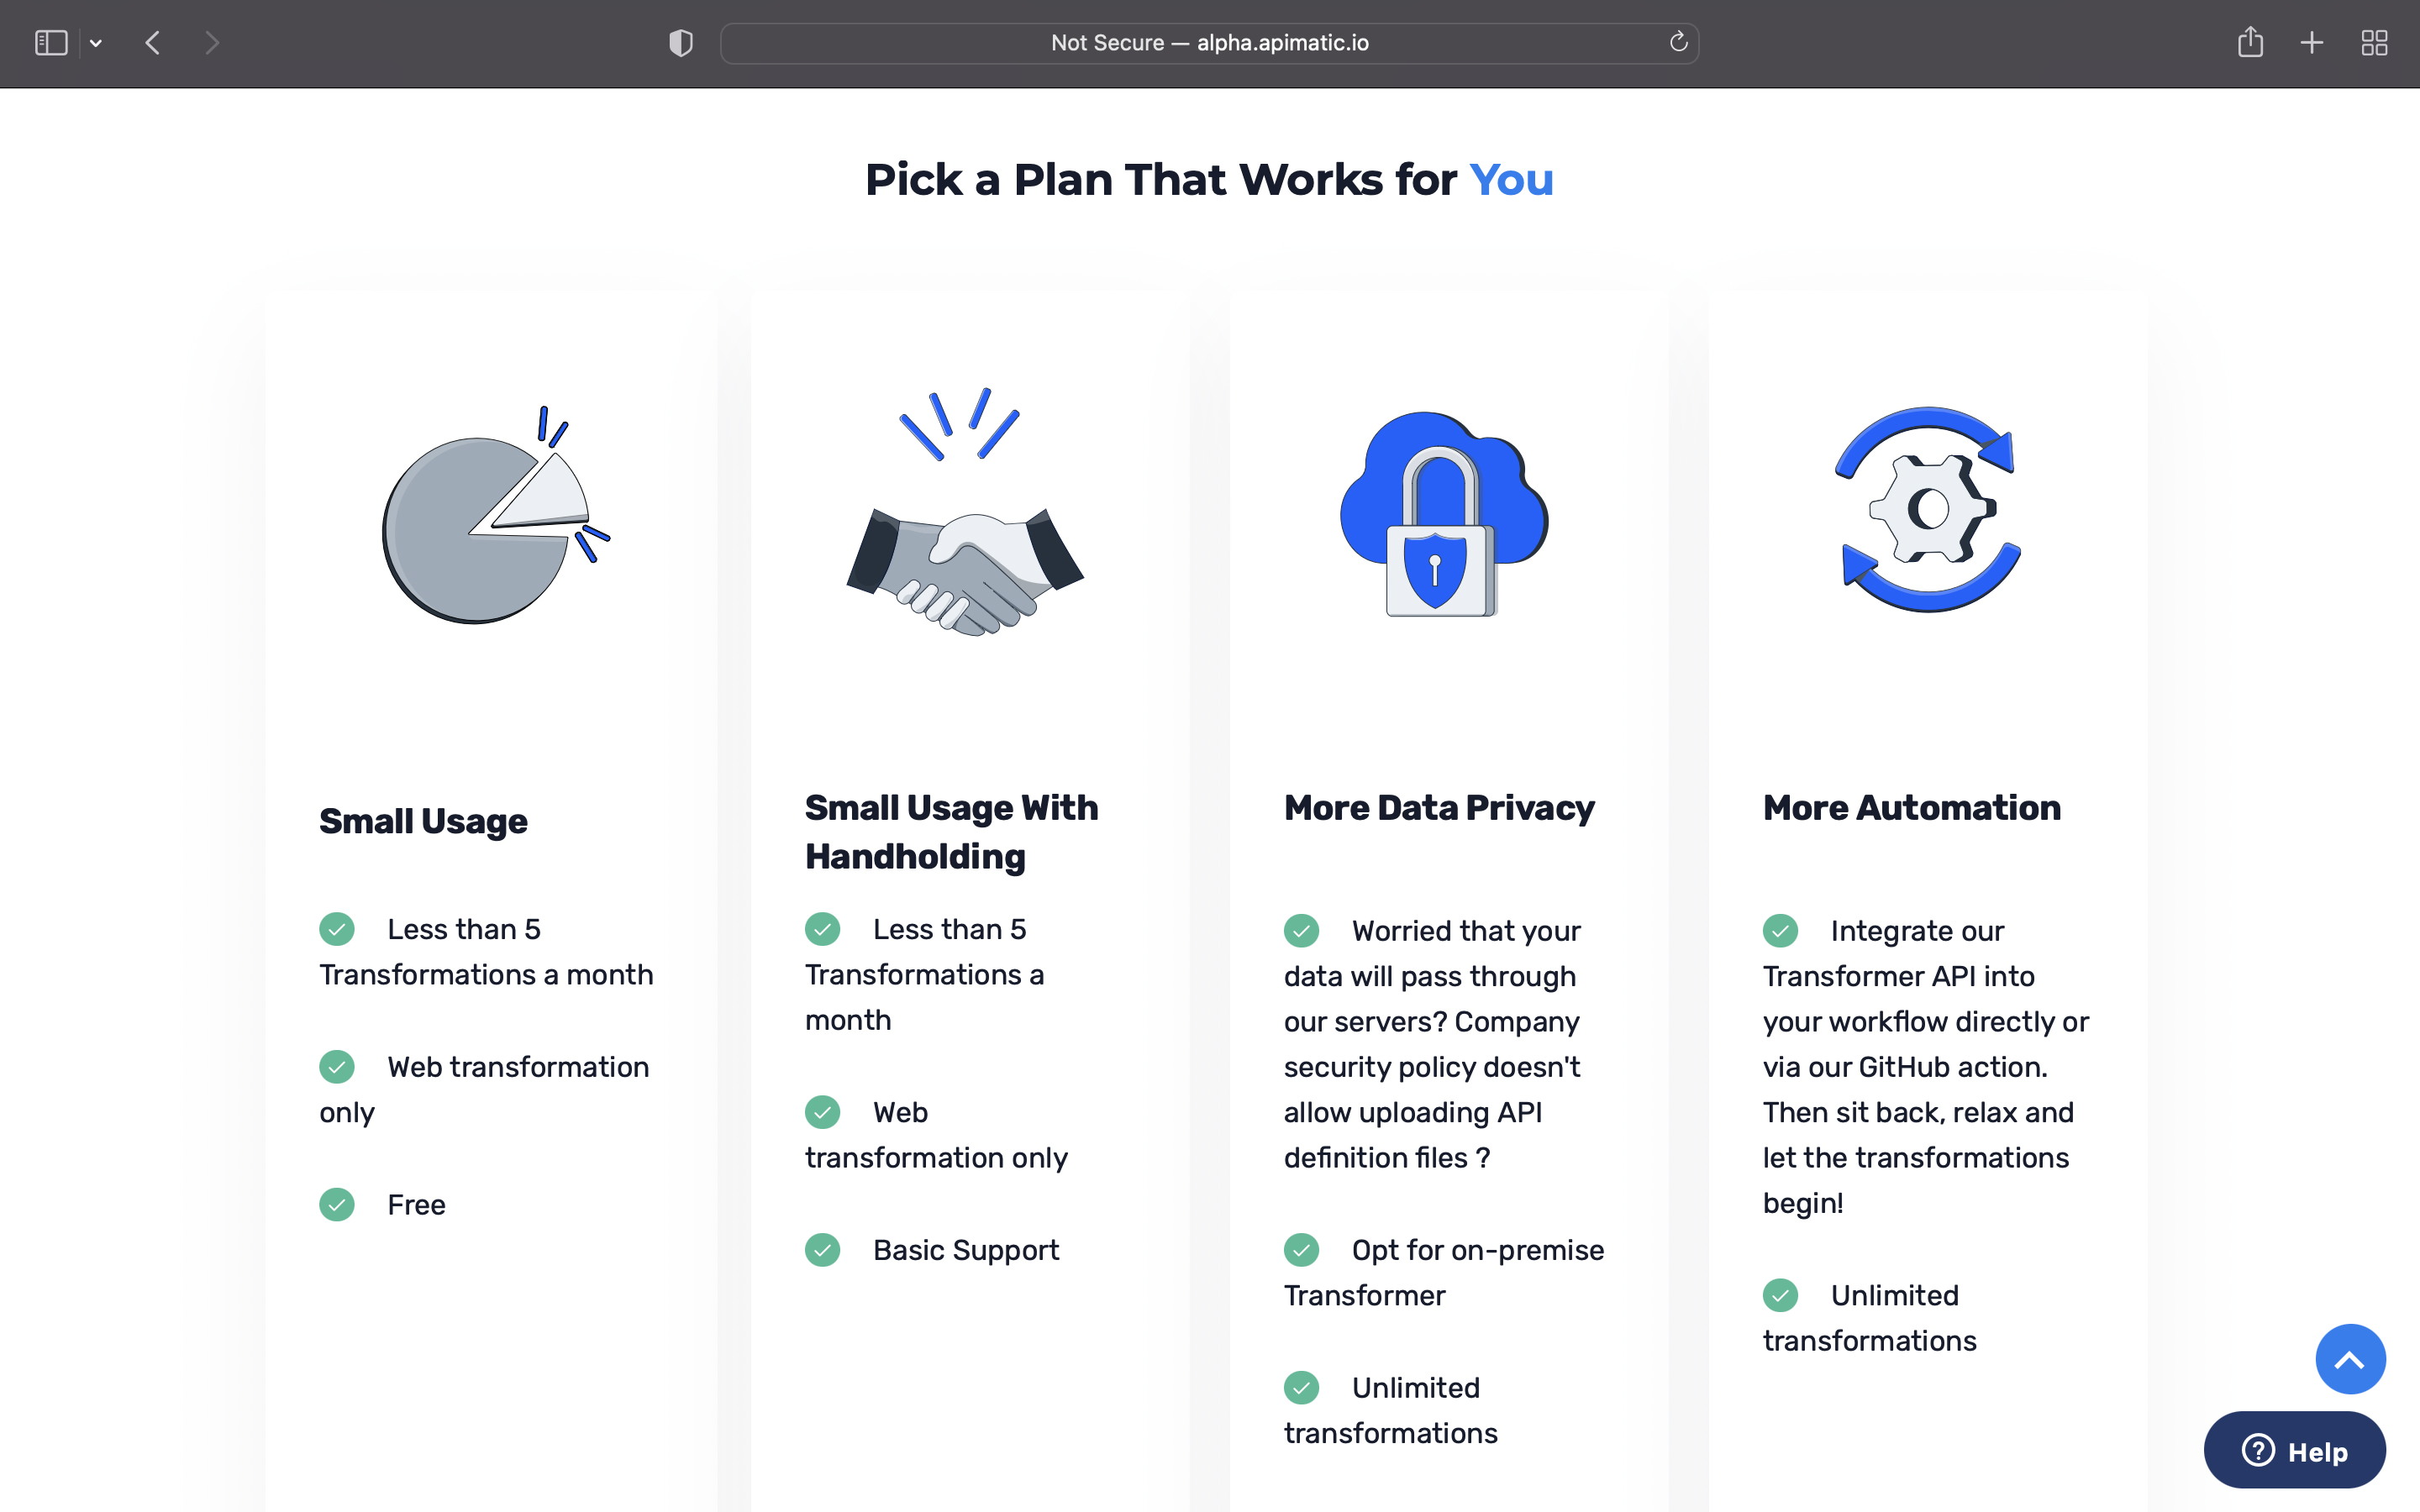 Not Secure — alpha.apimatic.io
Pick a Plan That Works for You
Small Usage
Less than 5
Transformations a month
Web transformation
only
Free
Small Usage With
Handholding
Less than 5
Transformations a
month
Web
transformation only
Basic Support
More Data Privacy
Worried that your
data will pass through
our servers? Company
security policy doesn't
allow uploading API
definition files ?
Opt for on-premise
Transformer
Unlimited
transformations
More Automation
Integrate our
Transformer API into
your workflow directly or
via our GitHub action.
Then sit back, relax and
let the transformations
begin!
Unlimited
transformations
Help